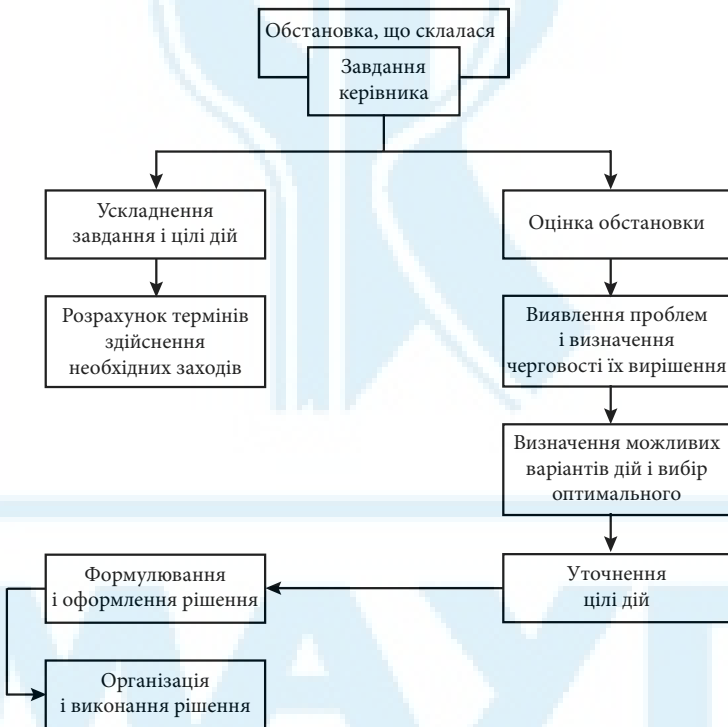 Обстановка, що склалася
Завдання
керівника
Ускладнення
завдання і цілі дій
Оцінка обстановки
Розрахунок термінів
здійснення
необхідних заходів
Виявлення проблем
і визначення
черговості їх вирішення
Визначення можливих
варіантів дій і вибір
оптимального
Формулювання
і оформлення рішення
Уточнення
цілі дій
Організація
і виконання рішення